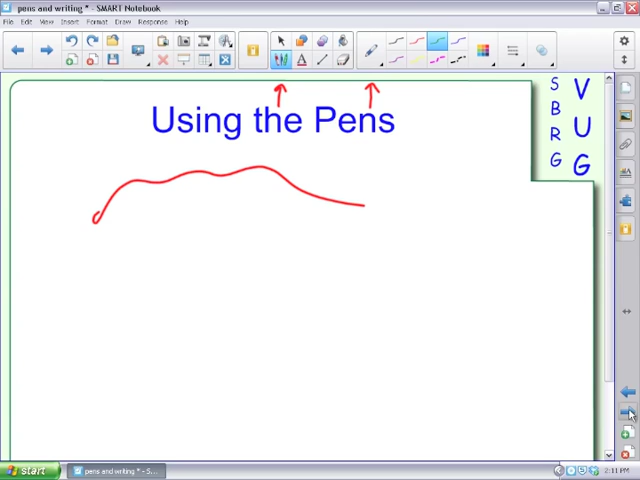 pens and writing * - SMART Notebook
File Edit View Insert Format Draw Response Help
Using the Pens
S B R G
V U G
start
pens and writing * - S...
2:11 PM